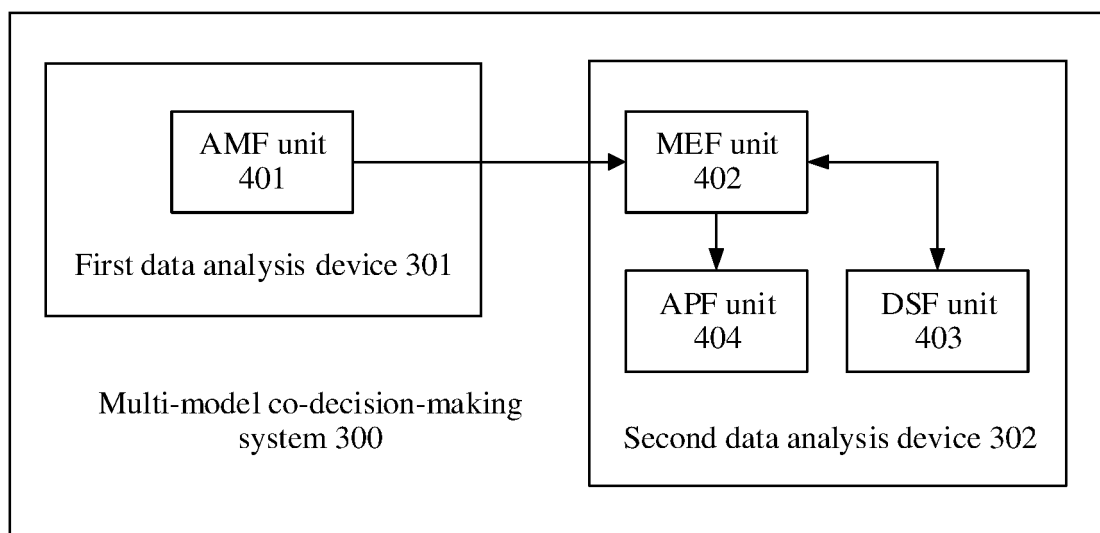 AMF unit
401
First data analysis device 301
Multi-model co-decision-making
system 300
MEF unit
402
APF unit
404
DSF unit
403
Second data analysis device 302